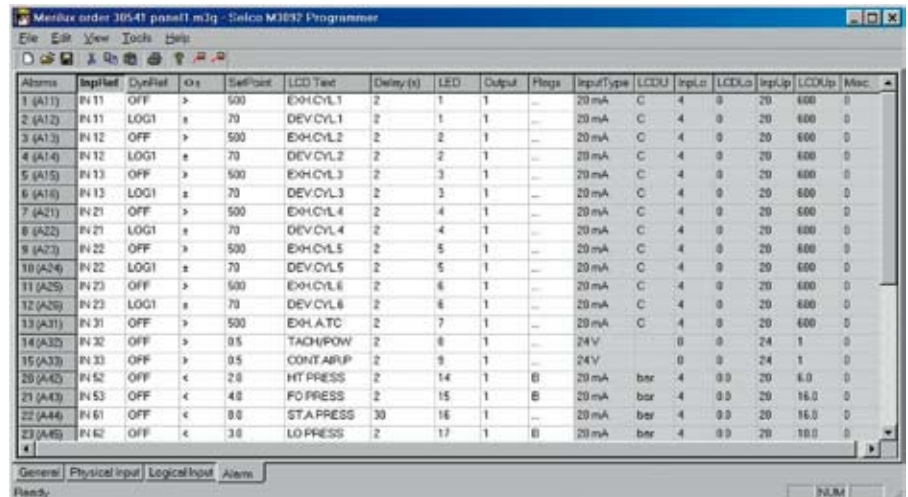 Merilux order 30541 panel1 m3g - Selco M3092 Programmer
File Edit View Tools Help
Alarms InpRef DynRef <>± SetPoint LCD Text Delay (s) LED Output Flags InputType LCDU InpLo LCDLo InpUp LCDUp Misc
1 (A11) IN 11 OFF > 500 EXH.CYL.1 2 1 1 ... 20 mA C 4 0 20 600 0
2 (A12) IN 11 LOG1 ± 70 DEV.CYL.1 2 1 1 ... 20 mA C 4 0 20 600 0
3 (A13) IN 12 OFF > 500 EXH.CYL.2 2 2 1 ... 20 mA C 4 0 20 600 0
4 (A14) IN 12 LOG1 ± 70 DEV.CYL.2 2 2 1 ... 20 mA C 4 0 20 600 0
5 (A15) IN 13 OFF > 500 EXH.CYL.3 2 3 1 ... 20 mA C 4 0 20 600 0
6 (A16) IN 13 LOG1 ± 70 DEV.CYL.3 2 3 1 ... 20 mA C 4 0 20 600 0
7 (A21) IN 21 OFF > 500 EXH.CYL.4 2 4 1 ... 20 mA C 4 0 20 600 0
8 (A22) IN 21 LOG1 ± 70 DEV.CYL.4 2 4 1 ... 20 mA C 4 0 20 600 0
9 (A23) IN 22 OFF > 500 EXH.CYL.5 2 5 1 ... 20 mA C 4 0 20 600 0
10 (A24) IN 22 LOG1 ± 70 DEV.CYL.5 2 5 1 ... 20 mA C 4 0 20 600 0
11 (A25) IN 23 OFF > 500 EXH.CYL.6 2 6 1 ... 20 mA C 4 0 20 600 0
12 (A26) IN 23 LOG1 ± 70 DEV.CYL.6 2 6 1 ... 20 mA C 4 0 20 600 0
13 (A31) IN 31 OFF > 500 EXH. A.TC 2 7 1 ... 20 mA C 4 0 20 600 0
14 (A32) IN 32 OFF > 0.5 TACH/POW 2 8 1 ... 24 V 0 0 24 1 0
15 (A33) IN 33 OFF > 0.5 CONT.AIR.P 2 9 1 ... 24 V 0 0 24 1 0
20 (A42) IN 52 OFF < 2.0 HT PRESS 2 14 1 B 20 mA bar 4 0.0 20 6.0 0
21 (A43) IN 53 OFF < 4.0 FO PRESS 2 15 1 B 20 mA bar 4 0.0 20 16.0 0
22 (A44) IN 61 OFF < 8.0 ST.A PRESS 30 16 1 ... 20 mA bar 4 0.0 20 16.0 0
23 (A45) IN 62 OFF < 3.0 LO PRESS 2 17 1 B 20 mA bar 4 0.0 20 10.0 0
General Physical Input Logical Input Alarm
Ready NUM